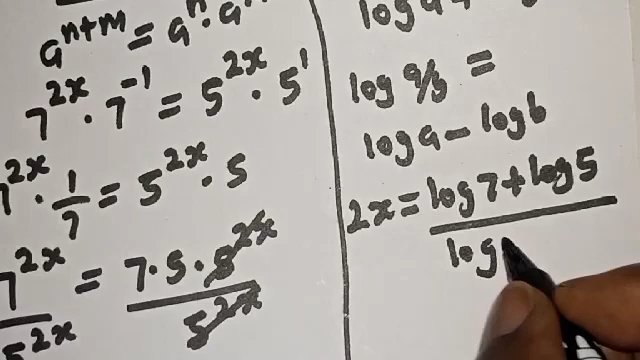 a^{n+m} = a^n · a^m
7^{2x} · 7^{-1} = 5^{2x} · 5^1
7^{2x} · 1/7 = 5^{2x} · 5
7^{2x} / 5^{2x} = 7 · 5 · 5^{2x} / 5^{2x}
log a/b =
log a - log b
2x = log 7 + log 5
log